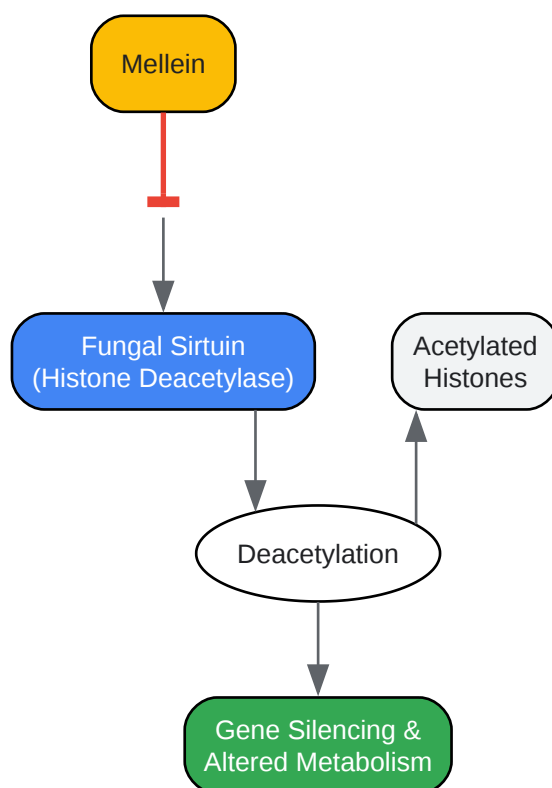 Mellein
Fungal Sirtuin
(Histone Deacetylase)
Acetylated
Histones
Deacetylation
Gene Silencing &
Altered Metabolism